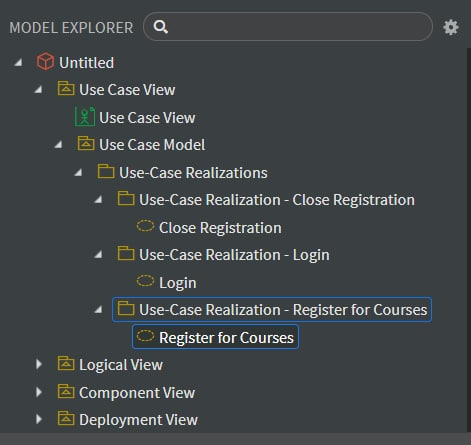 MODEL EXPLORER
Untitled
Use Case View
Use Case View
Use Case Model
Use-Case Realizations
Use-Case Realization - Close Registration
Close Registration
Use-Case Realization - Login
Login
Use-Case Realization - Register for Courses
Register for Courses
Logical View
Component View
Deployment View